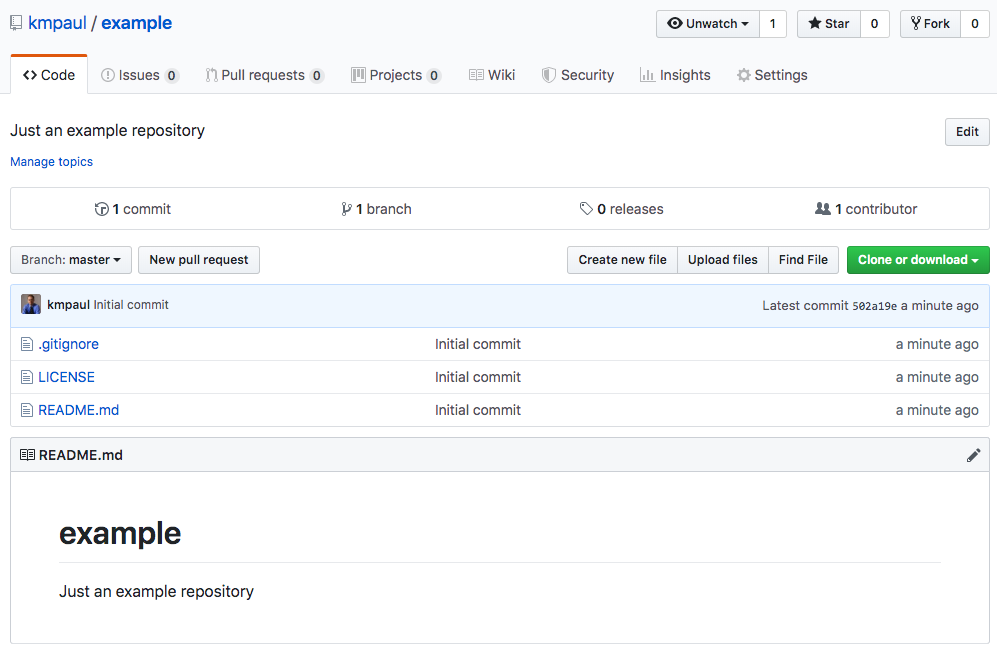 kmpaul / example Unwatch 1 Star 0 Fork 0
Code Issues 0 Pull requests 0 Projects 0 Wiki Security Insights Settings
Just an example repository Edit
Manage topics
1 commit 1 branch 0 releases 1 contributor
Branch: master New pull request Create new file Upload files Find File Clone or download
kmpaul Initial commit Latest commit 502a19e a minute ago
.gitignore Initial commit a minute ago
LICENSE Initial commit a minute ago
README.md Initial commit a minute ago
README.md
example
Just an example repository